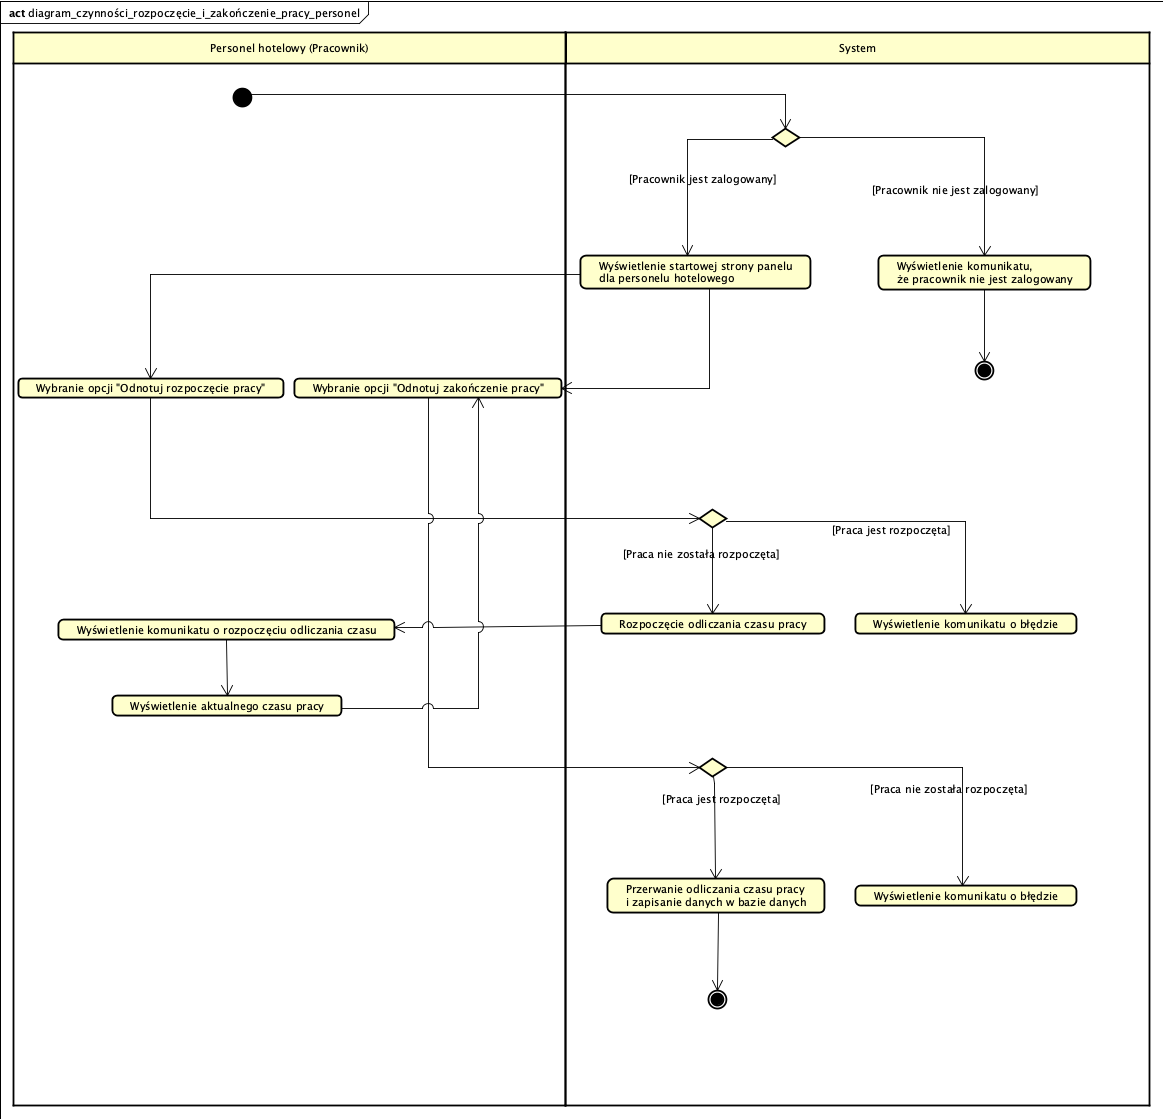 act diagram_czynności_rozpoczęcie_i_zakończenie_pracy_personel
Personel hotelowy (Pracownik)
System
[Pracownik jest zalogowany]
[Pracownik nie jest zalogowany]
Wyświetlenie startowej strony panelu
dla personelu hotelowego
Wyświetlenie komunikatu,
że pracownik nie jest zalogowany
Wybranie opcji "Odnotuj rozpoczęcie pracy"
Wybranie opcji "Odnotuj zakończenie pracy"
[Praca jest rozpoczęta]
[Praca nie została rozpoczęta]
Wyświetlenie komunikatu o rozpoczęciu odliczania czasu
Rozpoczęcie odliczania czasu pracy
Wyświetlenie komunikatu o błędzie
Wyświetlenie aktualnego czasu pracy
[Praca jest rozpoczęta]
[Praca nie została rozpoczęta]
Przerwanie odliczania czasu pracy
i zapisanie danych w bazie danych
Wyświetlenie komunikatu o błędzie